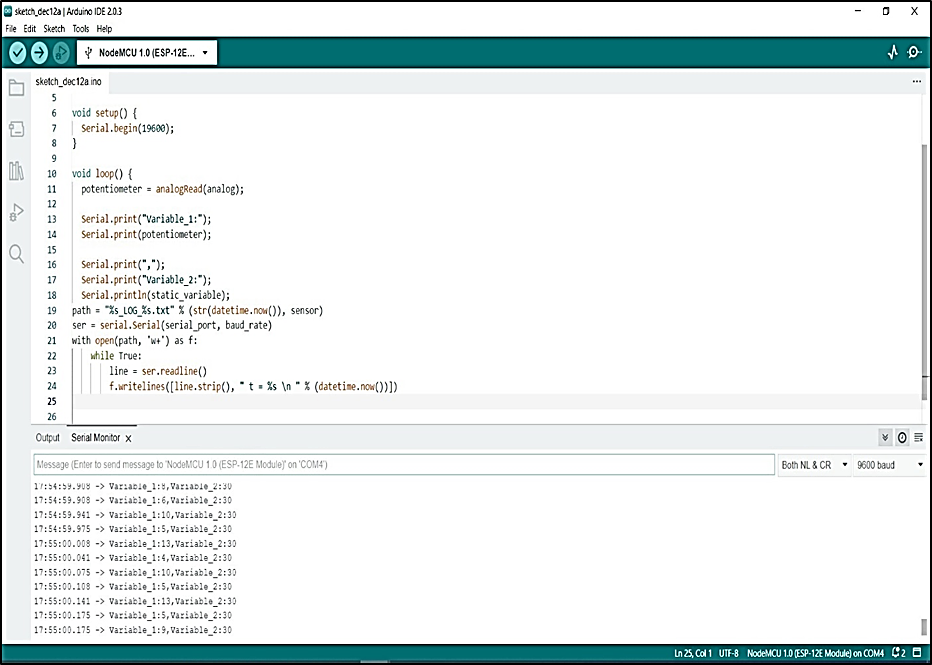 sketch_dec12a | Arduino IDE 2.0.3
File Edit Sketch Tools Help
NodeMCU 1.0 (ESP-12E...
sketch_dec12a.ino
5
6 void setup() {
7 Serial.begin(19600);
8 }
9
10 void loop() {
11 potentiometer = analogRead(analog);
12
13 Serial.print("Variable_1:");
14 Serial.print(potentiometer);
15
16 Serial.print(",");
17 Serial.print("Variable_2:");
18 Serial.println(static_variable);
19 path = "%s_LOG_%s.txt" % (str(datetime.now()), sensor)
20 ser = serial.Serial(serial_port, baud_rate)
21 with open(path, 'w+') as f:
22 while True:
23 line = ser.readline()
24 f.writelines([line.strip(), " t = %s \n " % (datetime.now())])
25
26
Output Serial Monitor x
Message (Enter to send message to 'NodeMCU 1.0 (ESP-12E Module)' on 'COM4')
Both NL & CR 9600 baud
17:54:59.908 -> Variable_1:8,Variable_2:30
17:54:59.908 -> Variable_1:6,Variable_2:30
17:54:59.941 -> Variable_1:10,Variable_2:30
17:54:59.975 -> Variable_1:5,Variable_2:30
17:55:00.008 -> Variable_1:13,Variable_2:30
17:55:00.041 -> Variable_1:4,Variable_2:30
17:55:00.075 -> Variable_1:10,Variable_2:30
17:55:00.108 -> Variable_1:5,Variable_2:30
17:55:00.141 -> Variable_1:13,Variable_2:30
17:55:00.175 -> Variable_1:5,Variable_2:30
17:55:00.175 -> Variable_1:9,Variable_2:30
Ln 25, Col 1 UTF-8 NodeMCU 1.0 (ESP-12E Module) on COM4 2